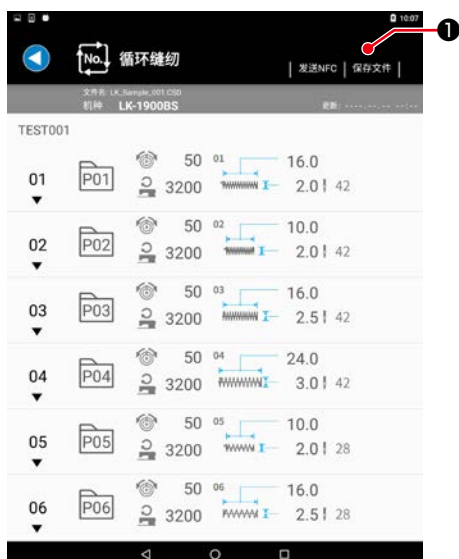 10:07
1
No. 循环缝纫
发送NFC 保存文件
文件名: LK_Sample_001.CSD
机种 LK-1900BS
更新: ----.--.-- --:--
TEST001
01 P01 50 3200 01 16.0 2.0 42
02 P02 50 3200 02 10.0 2.0 42
03 P03 50 3200 03 16.0 2.5 42
04 P04 50 3200 04 24.0 3.0 42
05 P05 50 3200 05 10.0 2.0 28
06 P06 50 3200 06 16.0 2.5 28